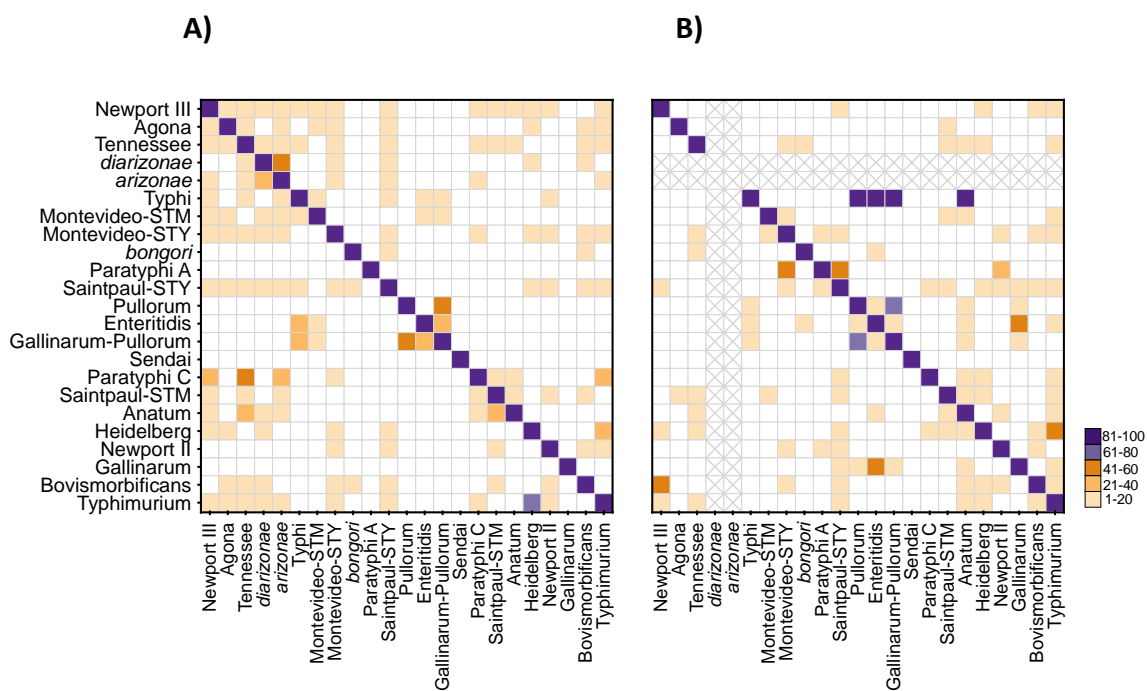 A)
B)
Newport III
Agona
Tennessee
diarizonae
arizonae
Typhi
Montevideo-STM
Montevideo-STY
bongori
Paratyphi A
Saintpaul-STY
Pullorum
Enteritidis
Gallinarum-Pullorum
Sendai
Paratyphi C
Saintpaul-STM
Anatum
Heidelberg
Newport II
Gallinarum
Bovismorbificans
Typhimurium
81-100
61-80
41-60
21-40
1-20
Newport III
Agona
Tennessee
diarizonae
arizonae
Typhi
Montevideo-STM
Montevideo-STY
bongori
Paratyphi A
Saintpaul-STY
Pullorum
Enteritidis
Gallinarum-Pullorum
Sendai
Paratyphi C
Saintpaul-STM
Anatum
Heidelberg
Newport II
Gallinarum
Bovismorbificans
Typhimurium
Newport III
Agona
Tennessee
diarizonae
arizonae
Typhi
Montevideo-STM
Montevideo-STY
bongori
Paratyphi A
Saintpaul-STY
Pullorum
Enteritidis
Gallinarum-Pullorum
Sendai
Paratyphi C
Saintpaul-STM
Anatum
Heidelberg
Newport II
Gallinarum
Bovismorbificans
Typhimurium